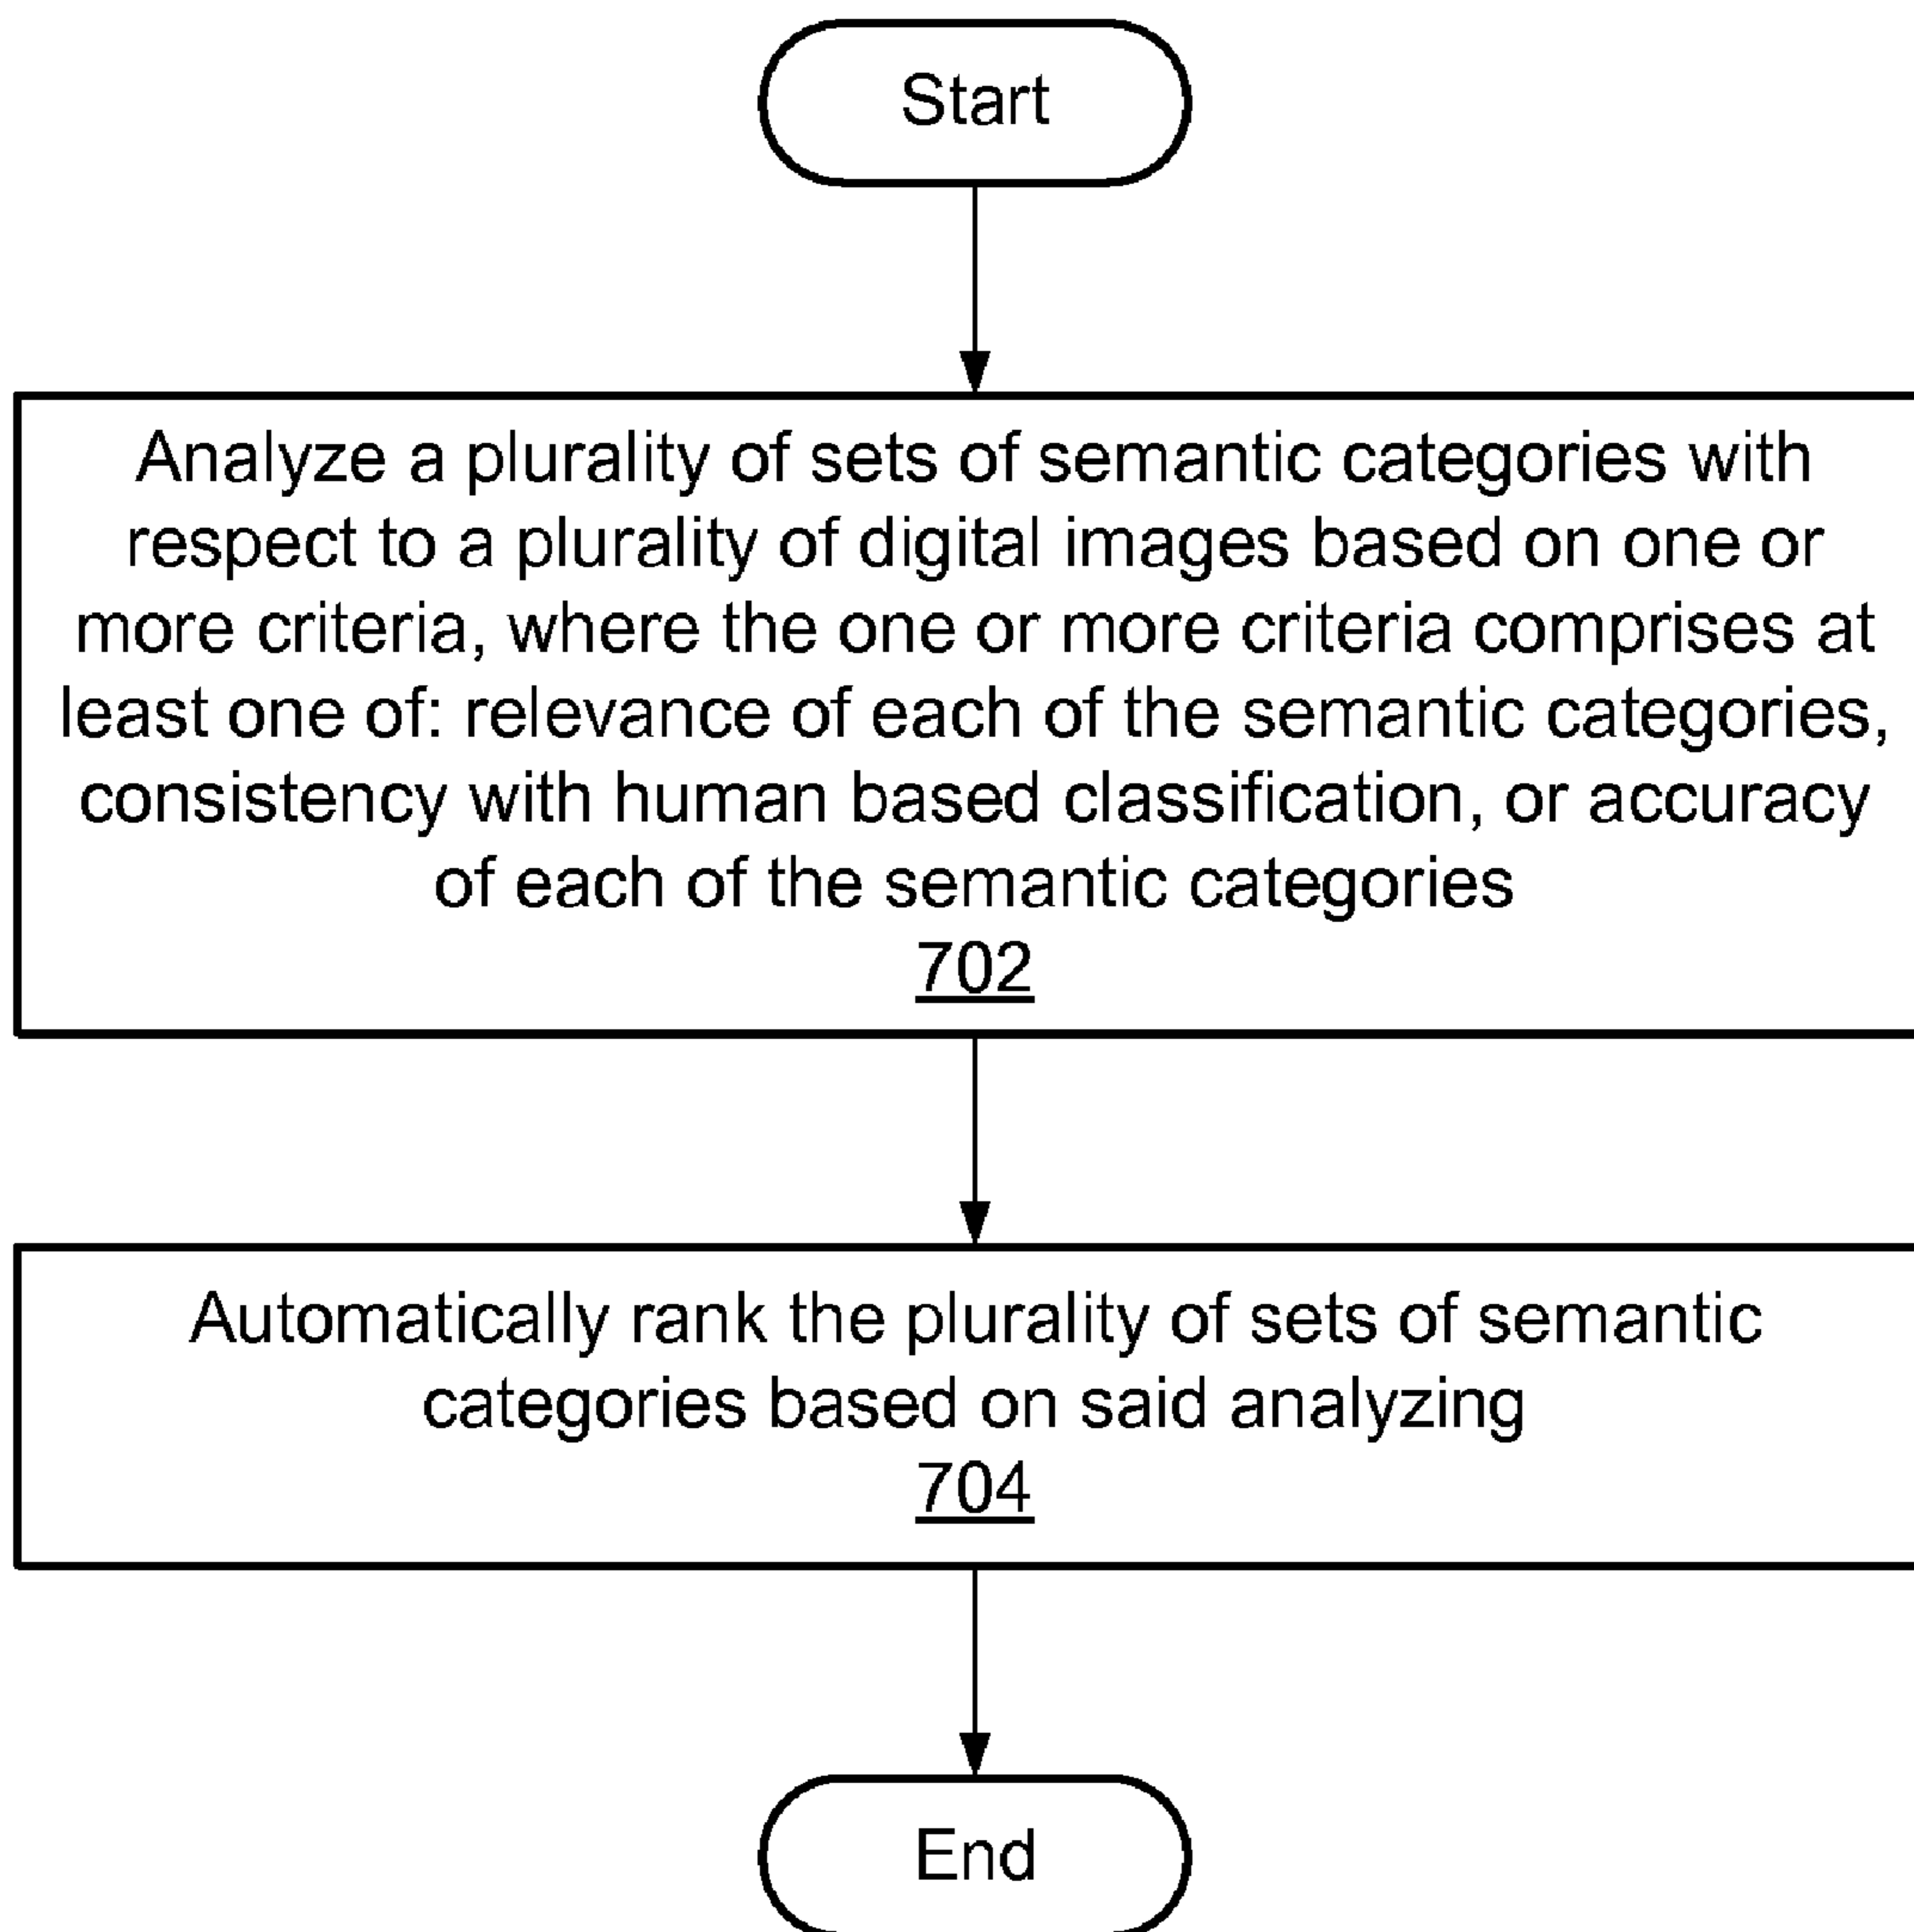 Start
Analyze a plurality of sets of semantic categories with
respect to a plurality of digital images based on one or
more criteria, where the one or more criteria comprises at
least one of: relevance of each of the semantic categories,
consistency with human based classification, or accuracy
of each of the semantic categories
702
Automatically rank the plurality of sets of semantic
categories based on said analyzing
704
End